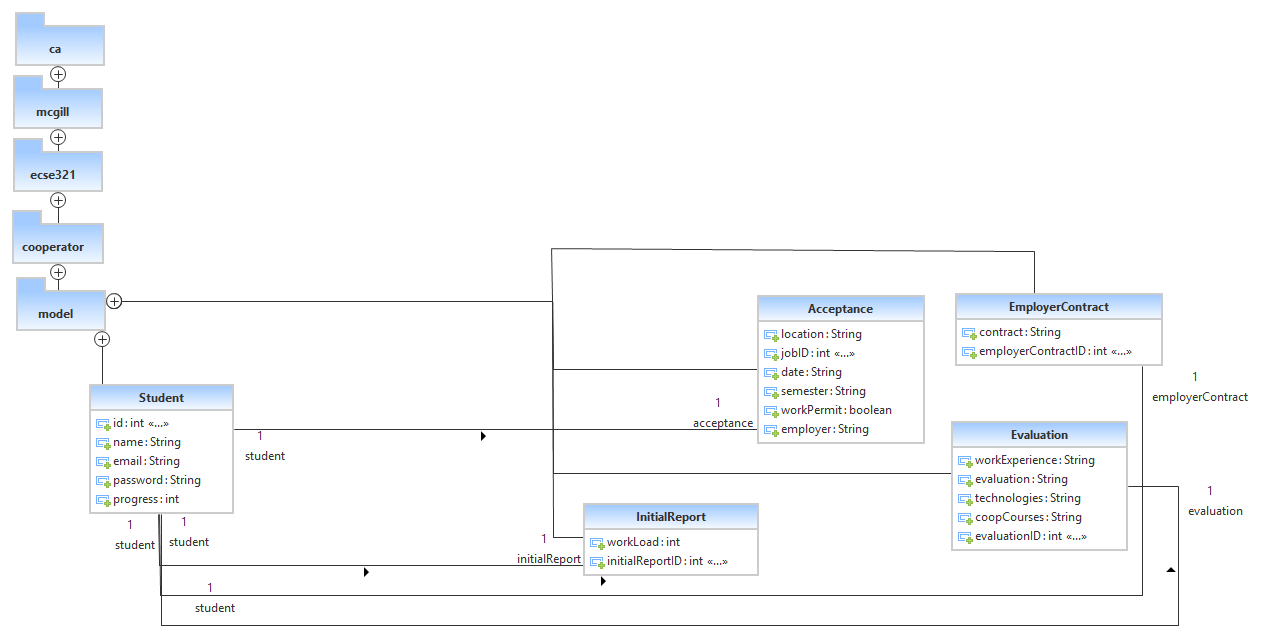 ca
mcgill
ecse321
cooperator
model
Student
id : int «...»
name : String
email : String
password : String
progress : int
1
student
1
acceptance
Acceptance
location : String
jobID : int «...»
date : String
semester : String
workPermit : boolean
employer : String
EmployerContract
contract : String
employerContractID : int «...»
1
employerContract
Evaluation
workExperience : String
evaluation : String
technologies : String
coopCourses : String
evaluationID : int «...»
1
evaluation
InitialReport
workLoad : int
initialReportID : int «...»
1
initialReport
1
student
1
student
1
student